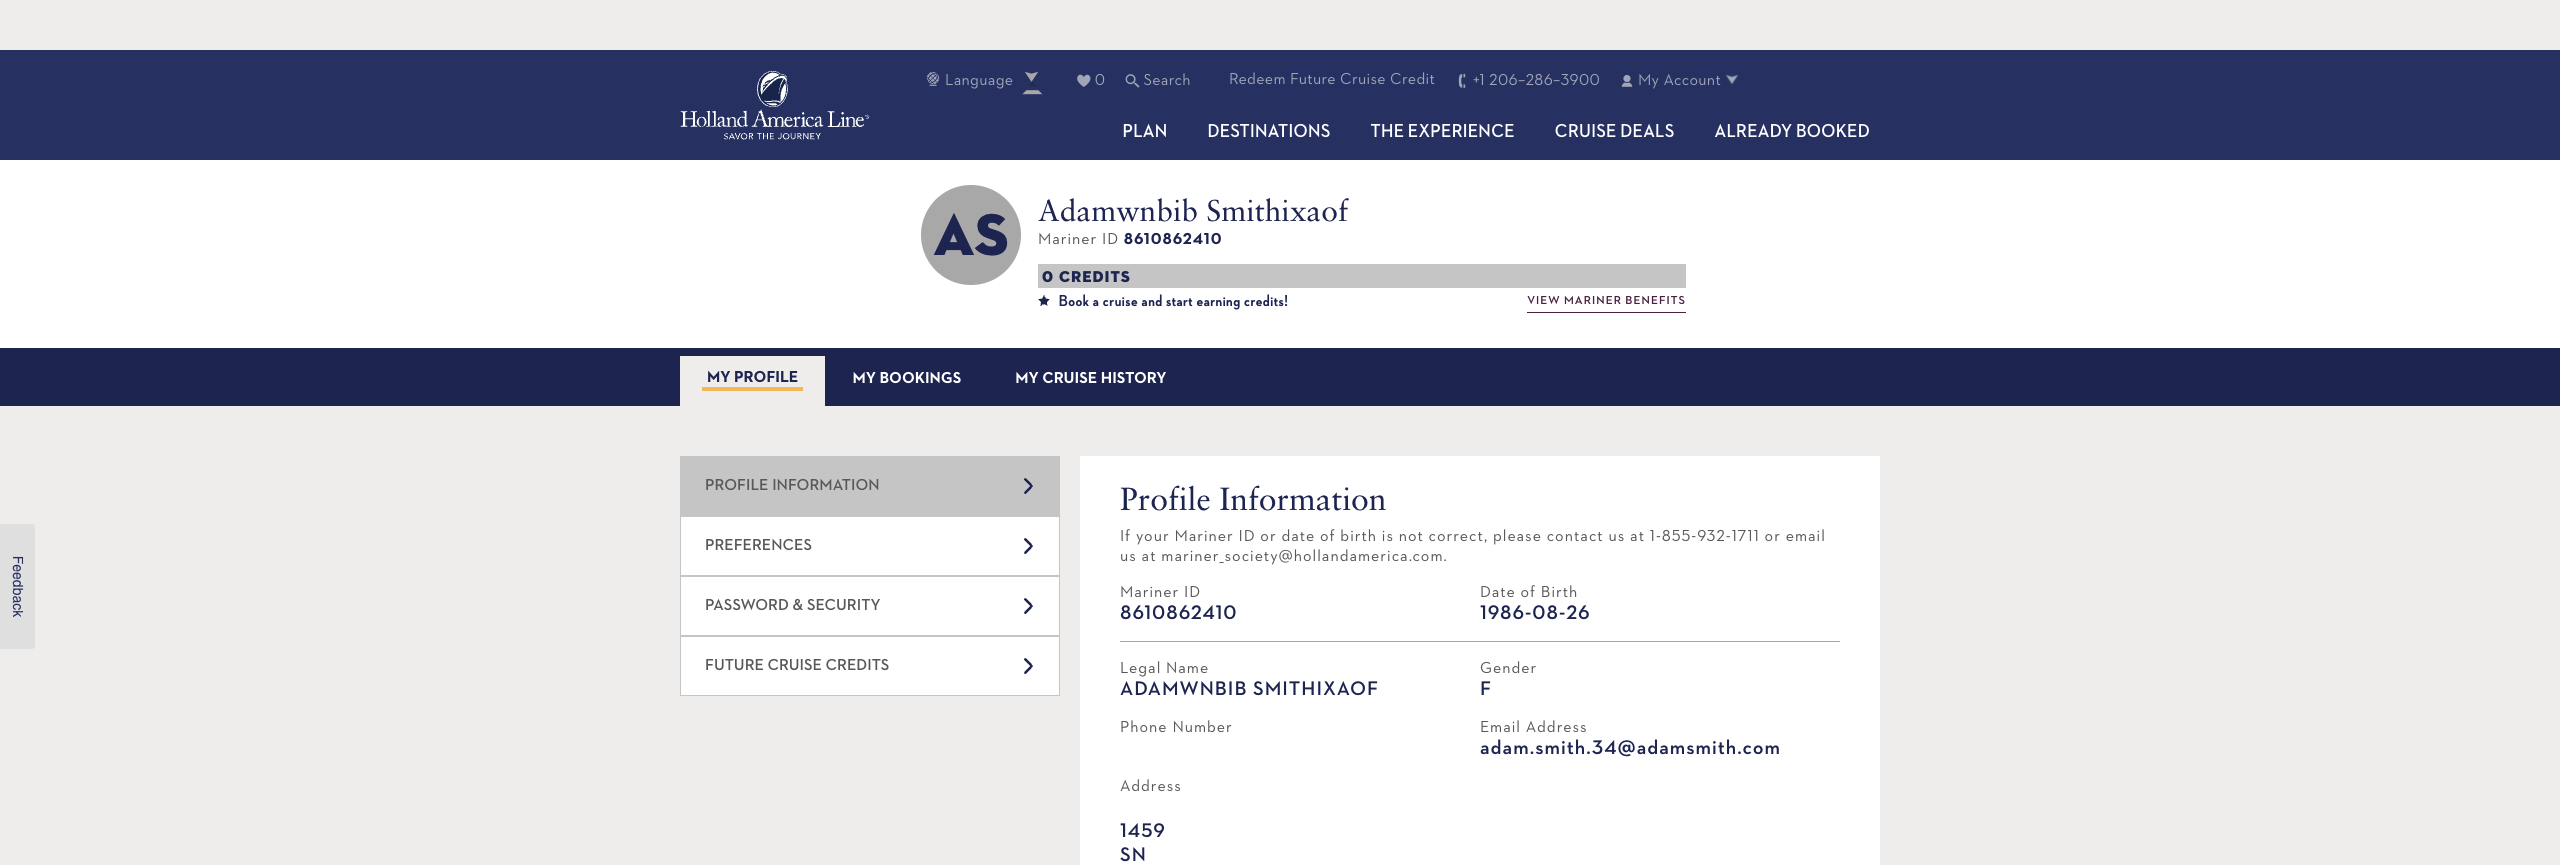 Holland America Line®
SAVOR THE JOURNEY
Language
0
Search
Redeem Future Cruise Credit
+1 206-286-3900
My Account
PLAN
DESTINATIONS
THE EXPERIENCE
CRUISE DEALS
ALREADY BOOKED
AS
Adamwnbib Smithixaof
Mariner ID 8610862410
0 CREDITS
★ Book a cruise and start earning credits!
VIEW MARINER BENEFITS
MY PROFILE
MY BOOKINGS
MY CRUISE HISTORY
PROFILE INFORMATION
PREFERENCES
PASSWORD & SECURITY
FUTURE CRUISE CREDITS
Feedback
Profile Information
If your Mariner ID or date of birth is not correct, please contact us at 1-855-932-1711 or email
us at mariner_society@hollandamerica.com.
Mariner ID
8610862410
Date of Birth
1986-08-26
Legal Name
ADAMWNBIB SMITHIXAOF
Gender
F
Phone Number
Email Address
adam.smith.34@adamsmith.com
Address
1459
SN